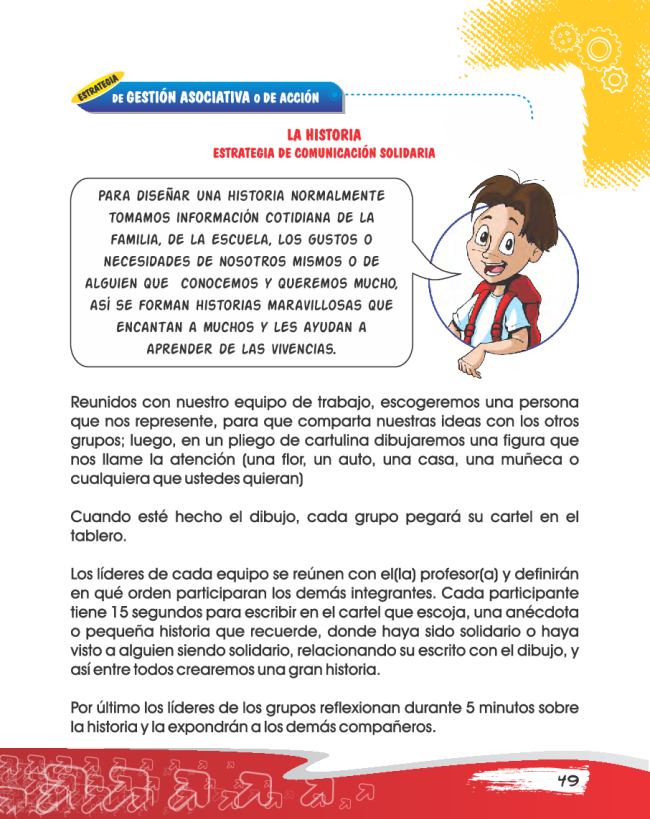 ESTRATEGIA
DE GESTIÓN ASOCIATIVA O DE ACCIÓN
LA HISTORIA
ESTRATEGIA DE COMUNICACIÓN SOLIDARIA
PARA DISEÑAR UNA HISTORIA NORMALMENTE
TOMAMOS INFORMACIÓN COTIDIANA DE LA
FAMILIA, DE LA ESCUELA, LOS GUSTOS O
NECESIDADES DE NOSOTROS MISMOS O DE
ALGUIEN QUE CONOCEMOS Y QUEREMOS MUCHO,
ASÍ SE FORMAN HISTORIAS MARAVILLOSAS QUE
ENCANTAN A MUCHOS Y LES AYUDAN A
APRENDER DE LAS VIVENCIAS.
Reunidos con nuestro equipo de trabajo, escogeremos una persona
que nos represente, para que comparta nuestras ideas con los otros
grupos; luego, en un pliego de cartulina dibujaremos una figura que
nos llame la atención (una flor, un auto, una casa, una muñeca o
cualquiera que ustedes quieran)
Cuando esté hecho el dibujo, cada grupo pegará su cartel en el
tablero.
Los líderes de cada equipo se reúnen con el(la) profesor(a) y definirán
en qué orden participaran los demás integrantes. Cada participante
tiene 15 segundos para escribir en el cartel que escoja, una anécdota
o pequeña historia que recuerde, donde haya sido solidario o haya
visto a alguien siendo solidario, relacionando su escrito con el dibujo, y
así entre todos crearemos una gran historia.
Por último los líderes de los grupos reflexionan durante 5 minutos sobre
la historia y la expondrán a los demás compañeros.
49